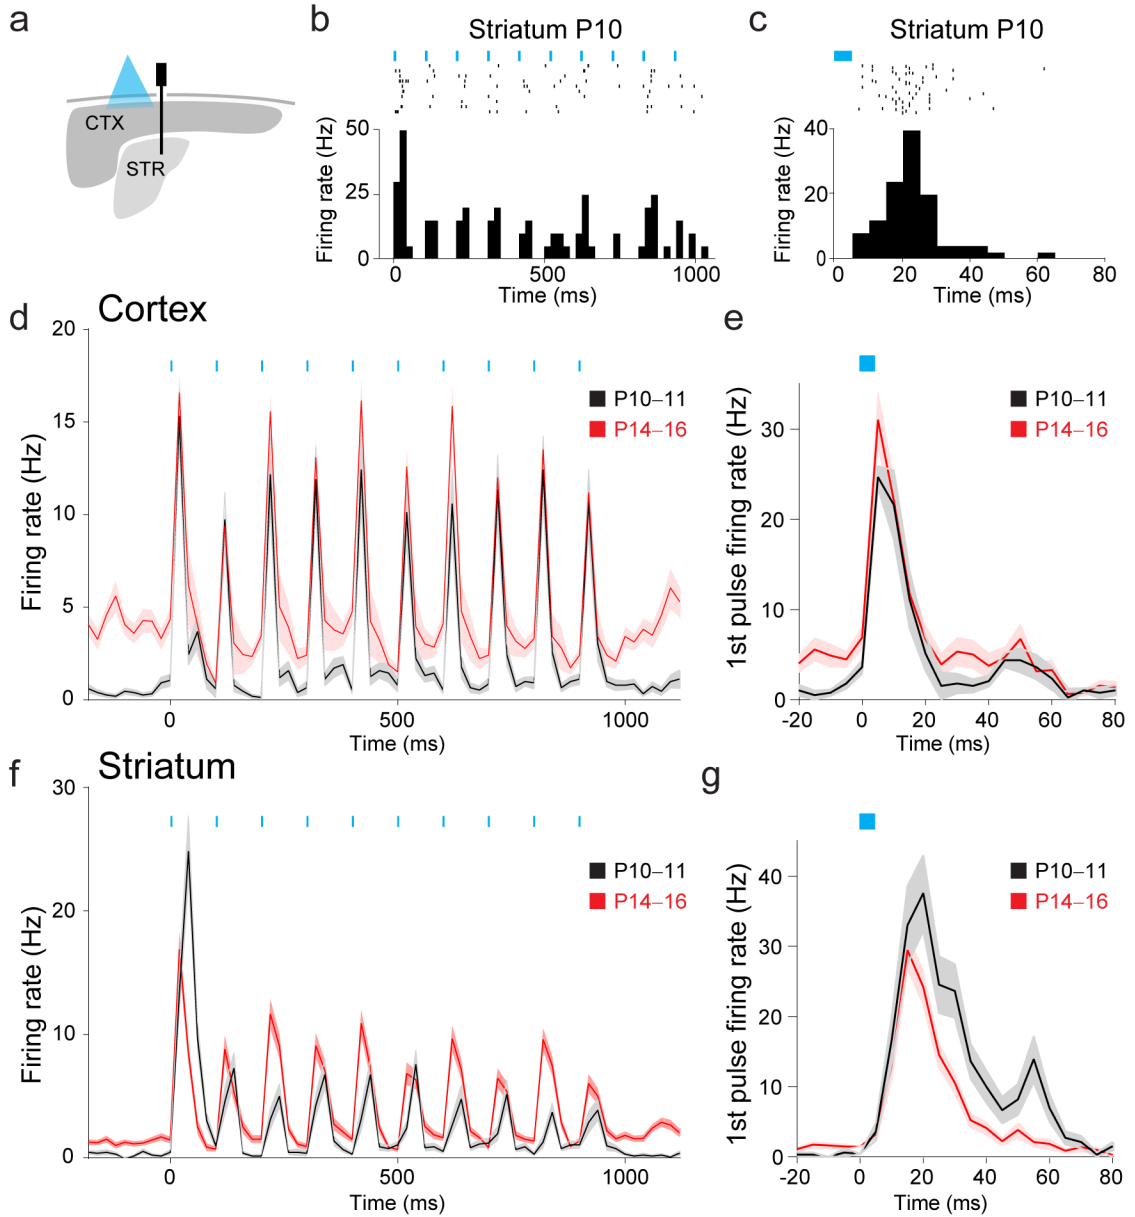 a
CTX
STR
b
Striatum P10
Firing rate (Hz)
50
25
0
0
500
1000
Time (ms)
c
Striatum P10
Firing rate (Hz)
40
20
0
0
20
40
60
80
Time (ms)
d
Cortex
Firing rate (Hz)
20
15
10
5
0
P10–11
P14–16
0
500
1000
Time (ms)
e
1st pulse firing rate (Hz)
30
20
10
0
P10–11
P14–16
-20
0
20
40
60
80
Time (ms)
f
Striatum
Firing rate (Hz)
30
20
10
0
P10–11
P14–16
0
500
1000
Time (ms)
g
1st pulse firing rate (Hz)
40
30
20
10
0
P10–11
P14–16
-20
0
20
40
60
80
Time (ms)